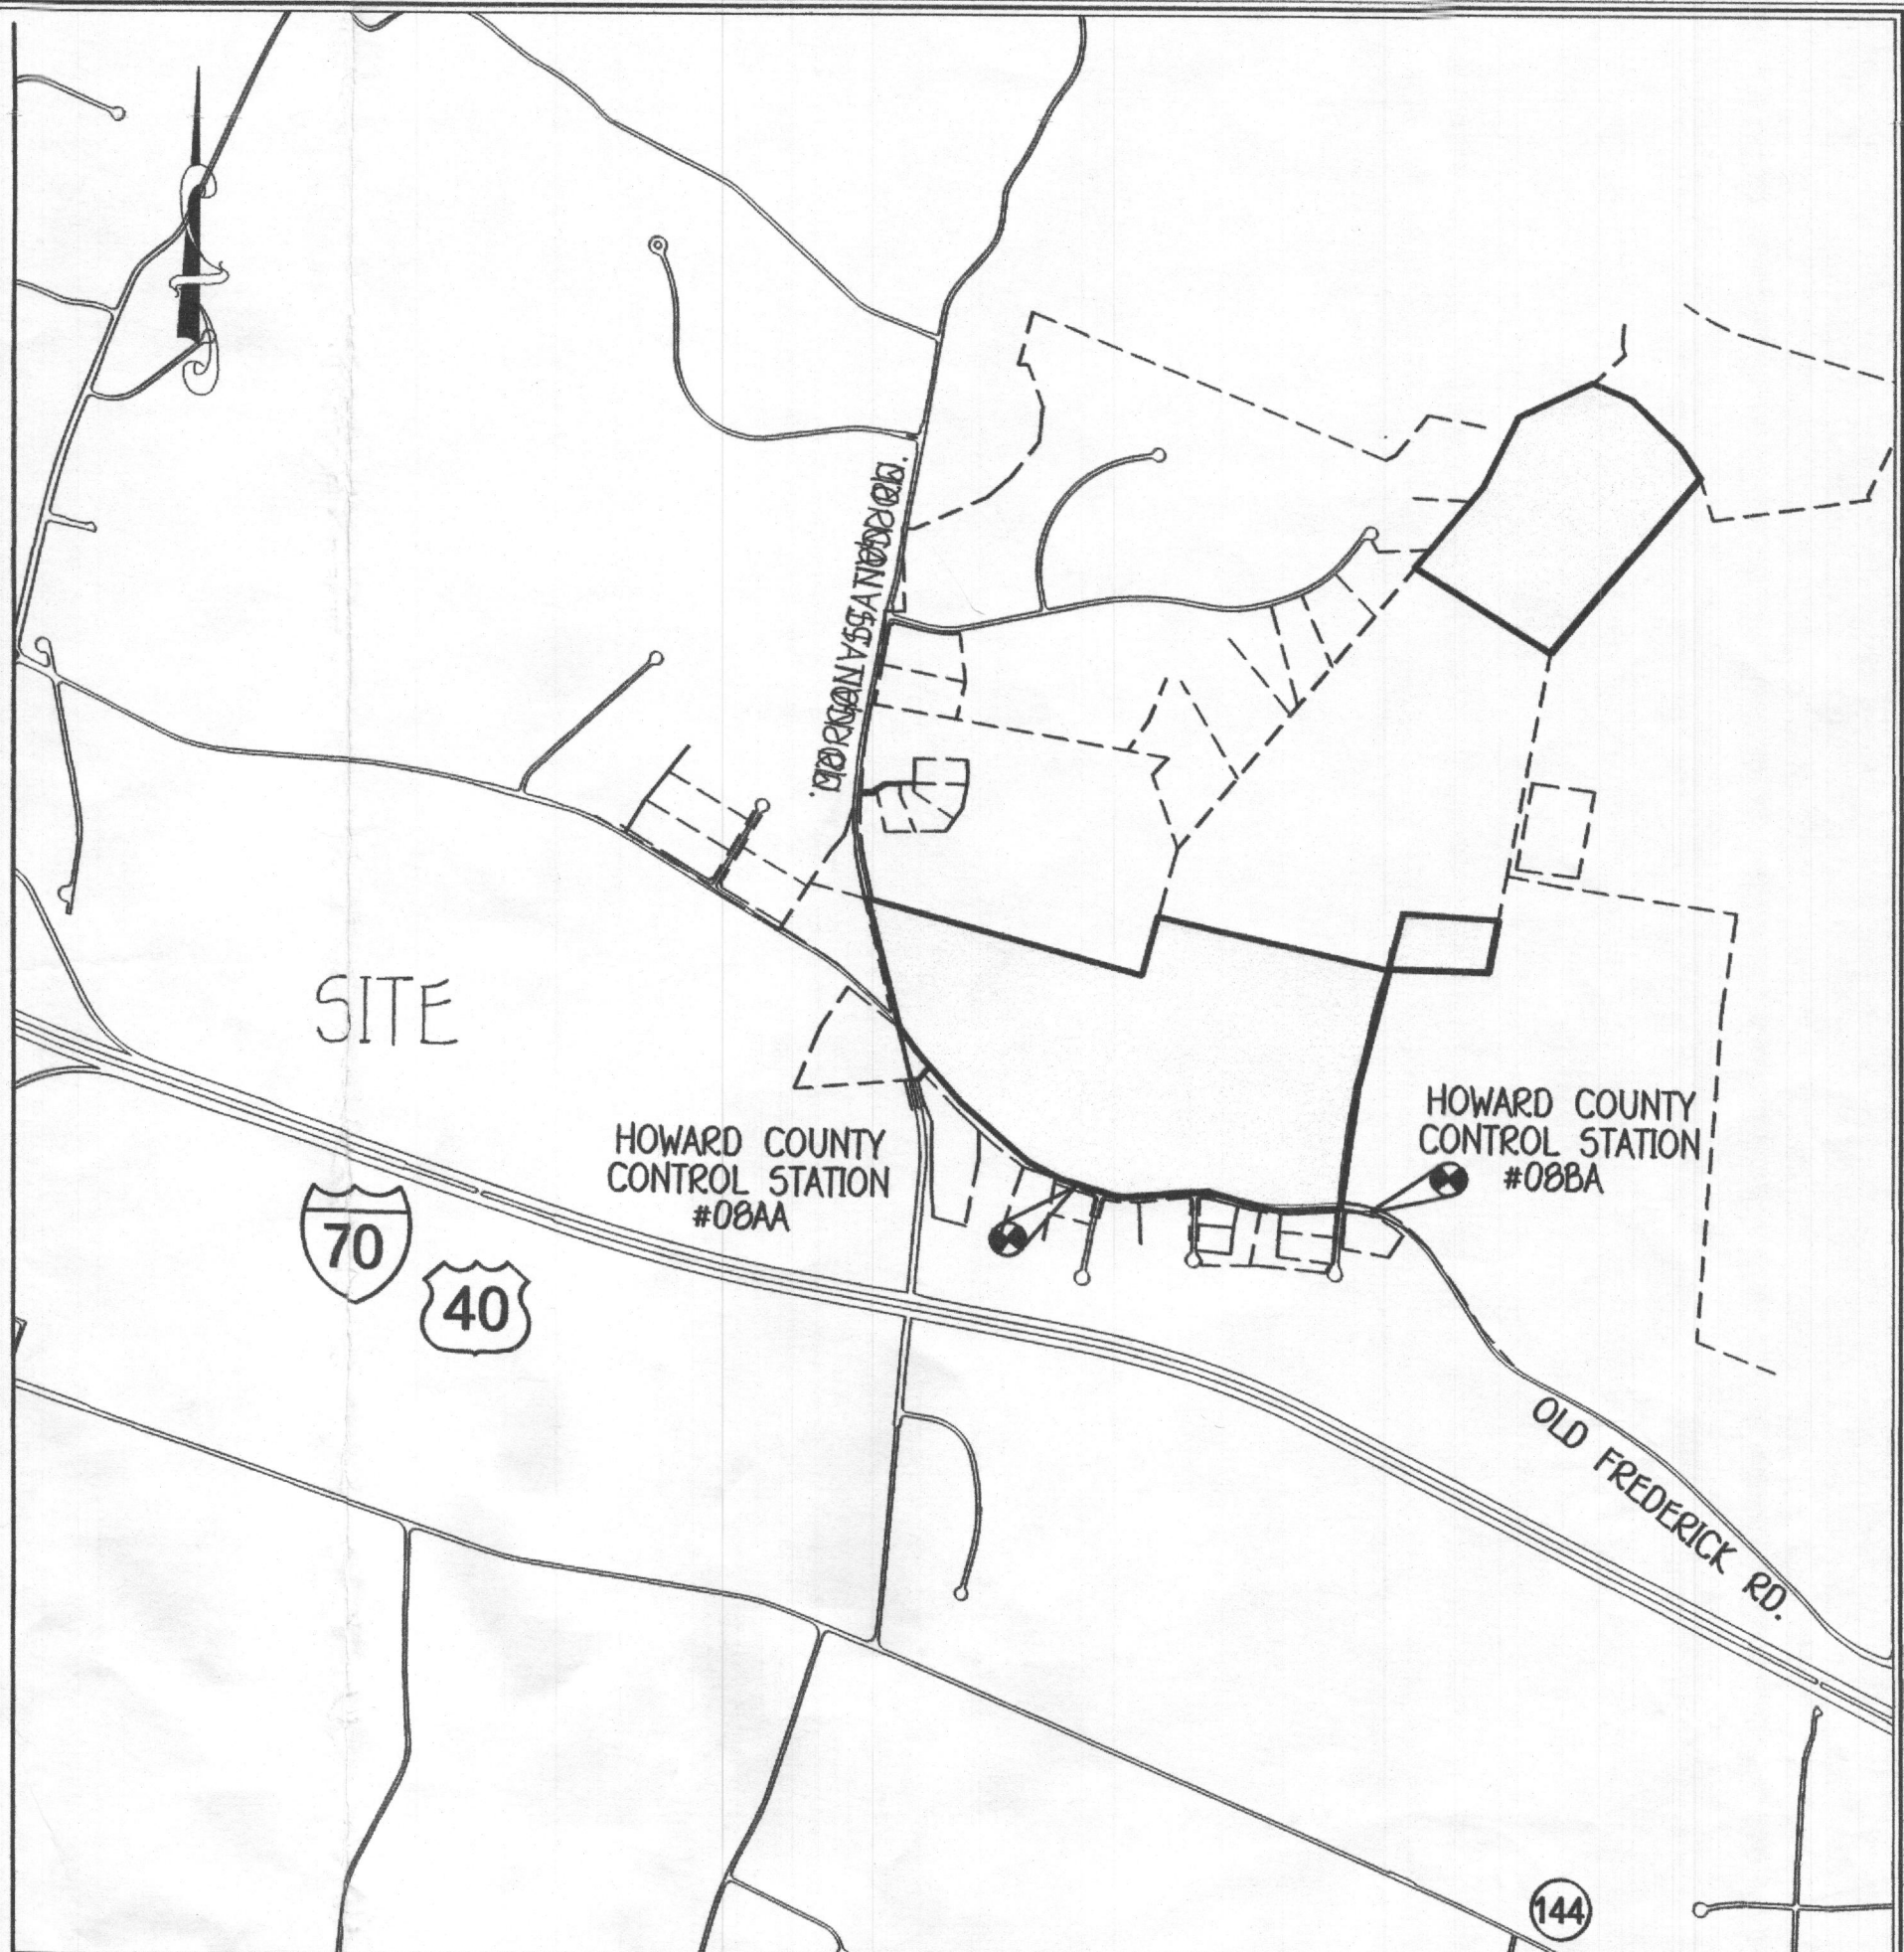 SITE
HOWARD COUNTY
CONTROL STATION
#08AA
HOWARD COUNTY
CONTROL STATION
#08BA
70
40
OLD FREDERICK RD.
144